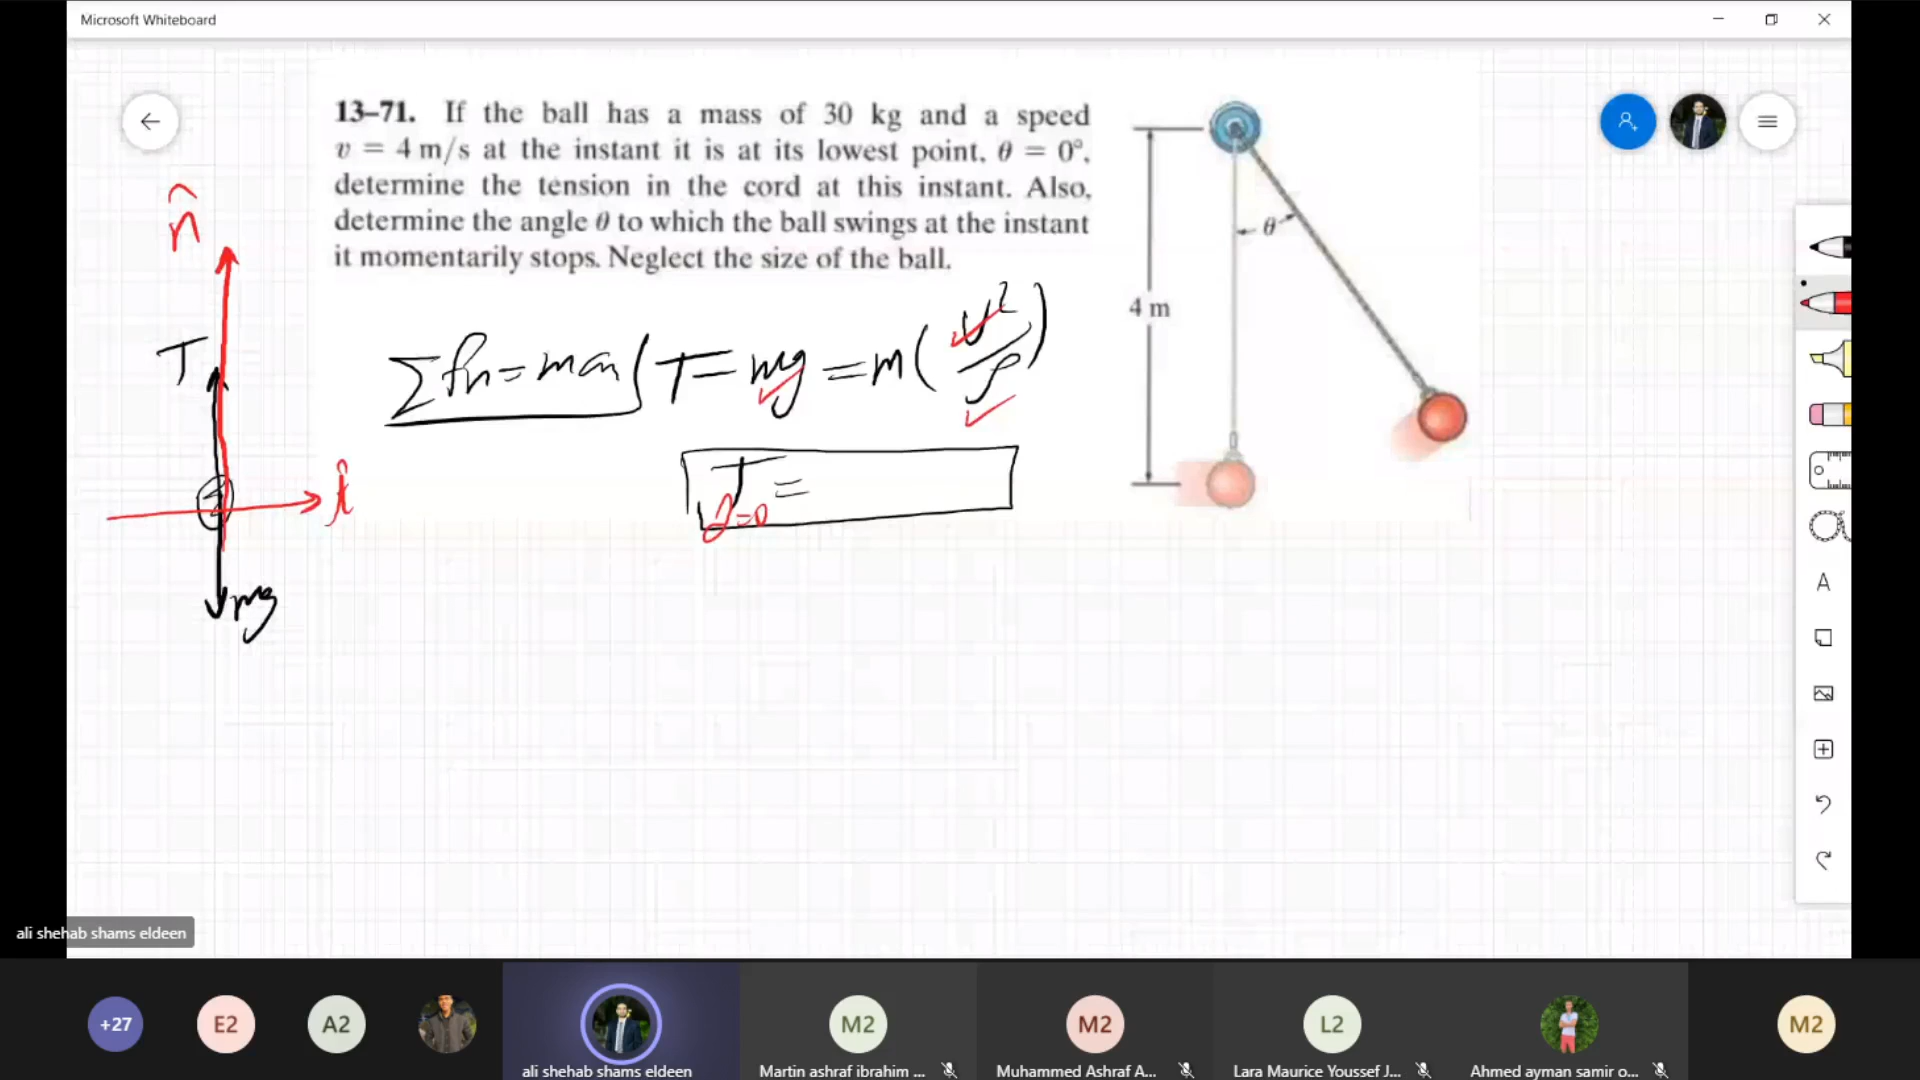 Microsoft Whiteboard
13–71. If the ball has a mass of 30 kg and a speed
v = 4 m/s at the instant it is at its lowest point, θ = 0°,
determine the tension in the cord at this instant. Also,
determine the angle θ to which the ball swings at the instant
it momentarily stops. Neglect the size of the ball.
n̂
T
mg
Σfn = man
T - mg = m(v²/ρ)
T =
=0
4 m
θ
A
ali shehab shams eldeen
+27
E2
A2
ali shehab shams eldeen
M2
Martin ashraf ibrahim ...
M2
Muhammed Ashraf A...
L2
Lara Maurice Youssef J...
Ahmed ayman samir o...
M2